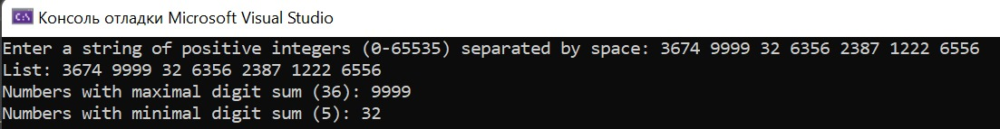 Консоль отладки Microsoft Visual Studio
Enter a string of positive integers (0-65535) separated by space: 3674 9999 32 6356 2387 1222 6556
List: 3674 9999 32 6356 2387 1222 6556
Numbers with maximal digit sum (36): 9999
Numbers with minimal digit sum (5): 32